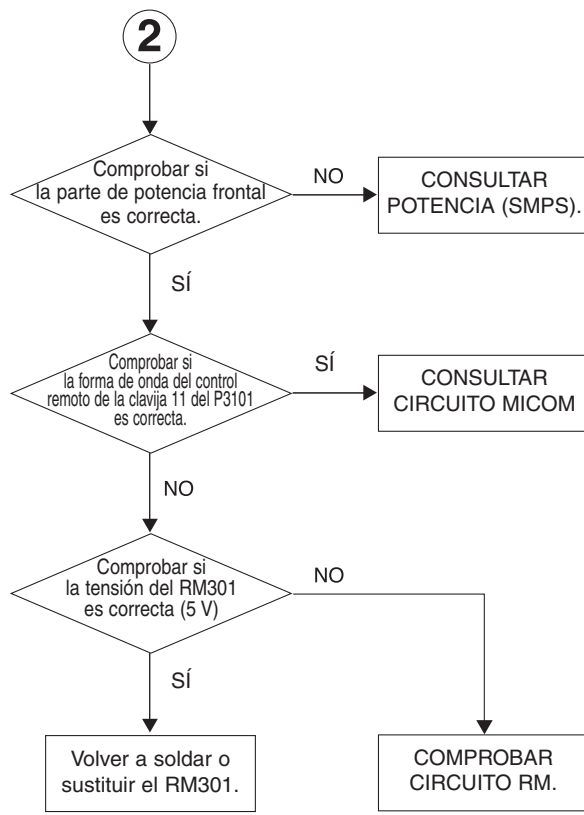 2
Comprobar si
la parte de potencia frontal
es correcta.
NO
CONSULTAR
POTENCIA (SMPS).
SÍ
Comprobar si
la forma de onda del control
remoto de la clavija 11 del P3101
es correcta.
SÍ
CONSULTAR
CIRCUITO MICOM
NO
Comprobar si
la tensión del RM301
es correcta (5 V)
NO
SÍ
Volver a soldar o
sustituir el RM301.
COMPROBAR
CIRCUITO RM.